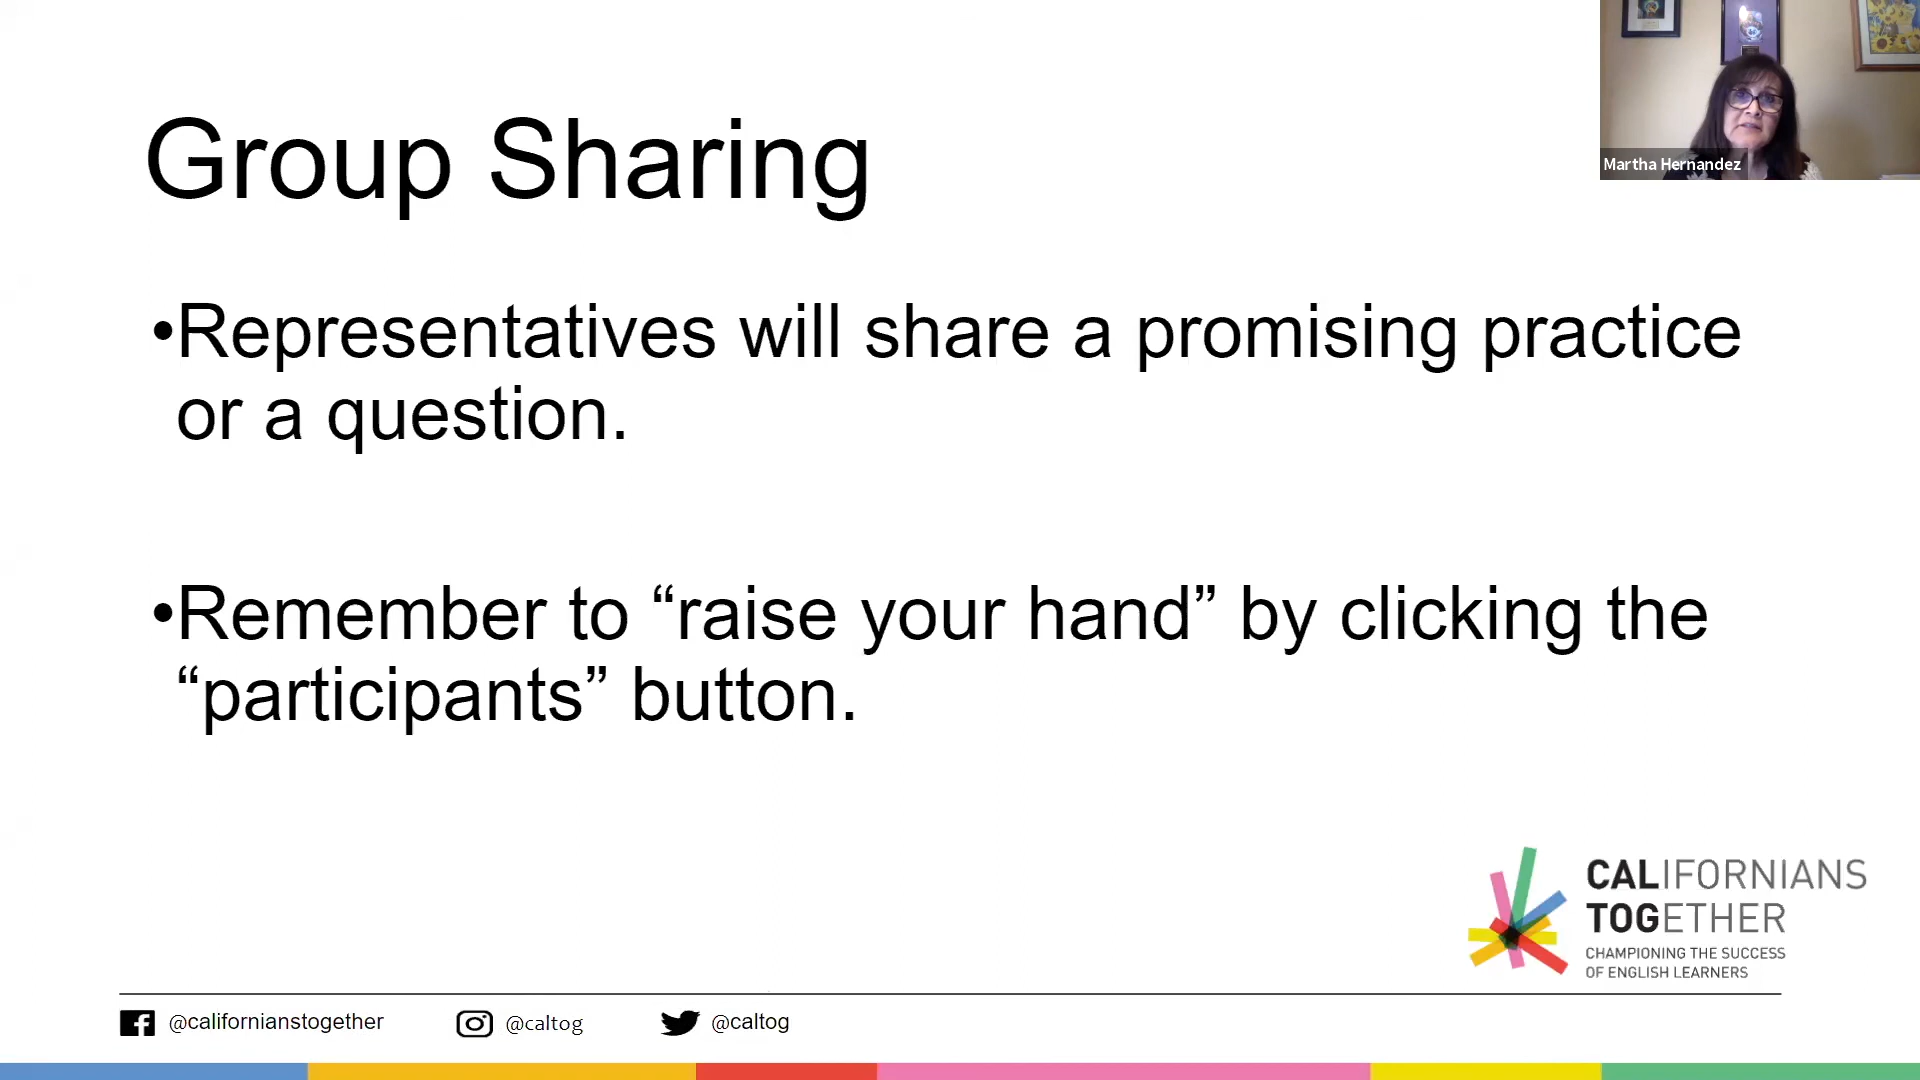 Group Sharing
Martha Hernandez
•Representatives will share a promising practice
or a question.
•Remember to “raise your hand” by clicking the
“participants” button.
CALIFORNIANS
TOGETHER
CHAMPIONING THE SUCCESS
OF ENGLISH LEARNERS
@californianstogether @caltog @caltog